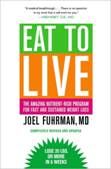 EAT TO
LIVE
THE AMAZING NUTRIENT-RICH PROGRAM
FOR FAST AND SUSTAINED WEIGHT LOSS
JOEL FUHRMAN, MD
COMPLETELY REVISED AND UPDATED
LOSE 20 LBS.
OR MORE
IN 6 WEEKS